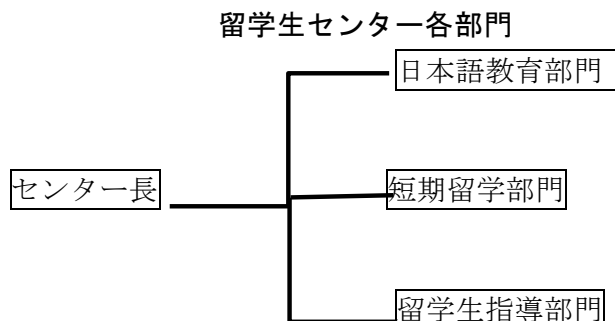 留学生センター各部門
日本語教育部門
センター長
短期留学部門
留学生指導部門